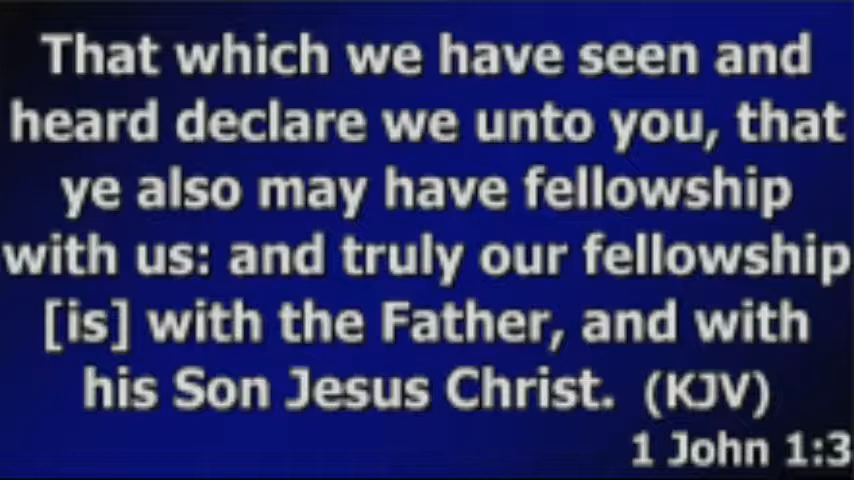 That which we have seen and
heard declare we unto you, that
ye also may have fellowship
with us: and truly our fellowship
[is] with the Father, and with
his Son Jesus Christ. (KJV)
1 John 1:3